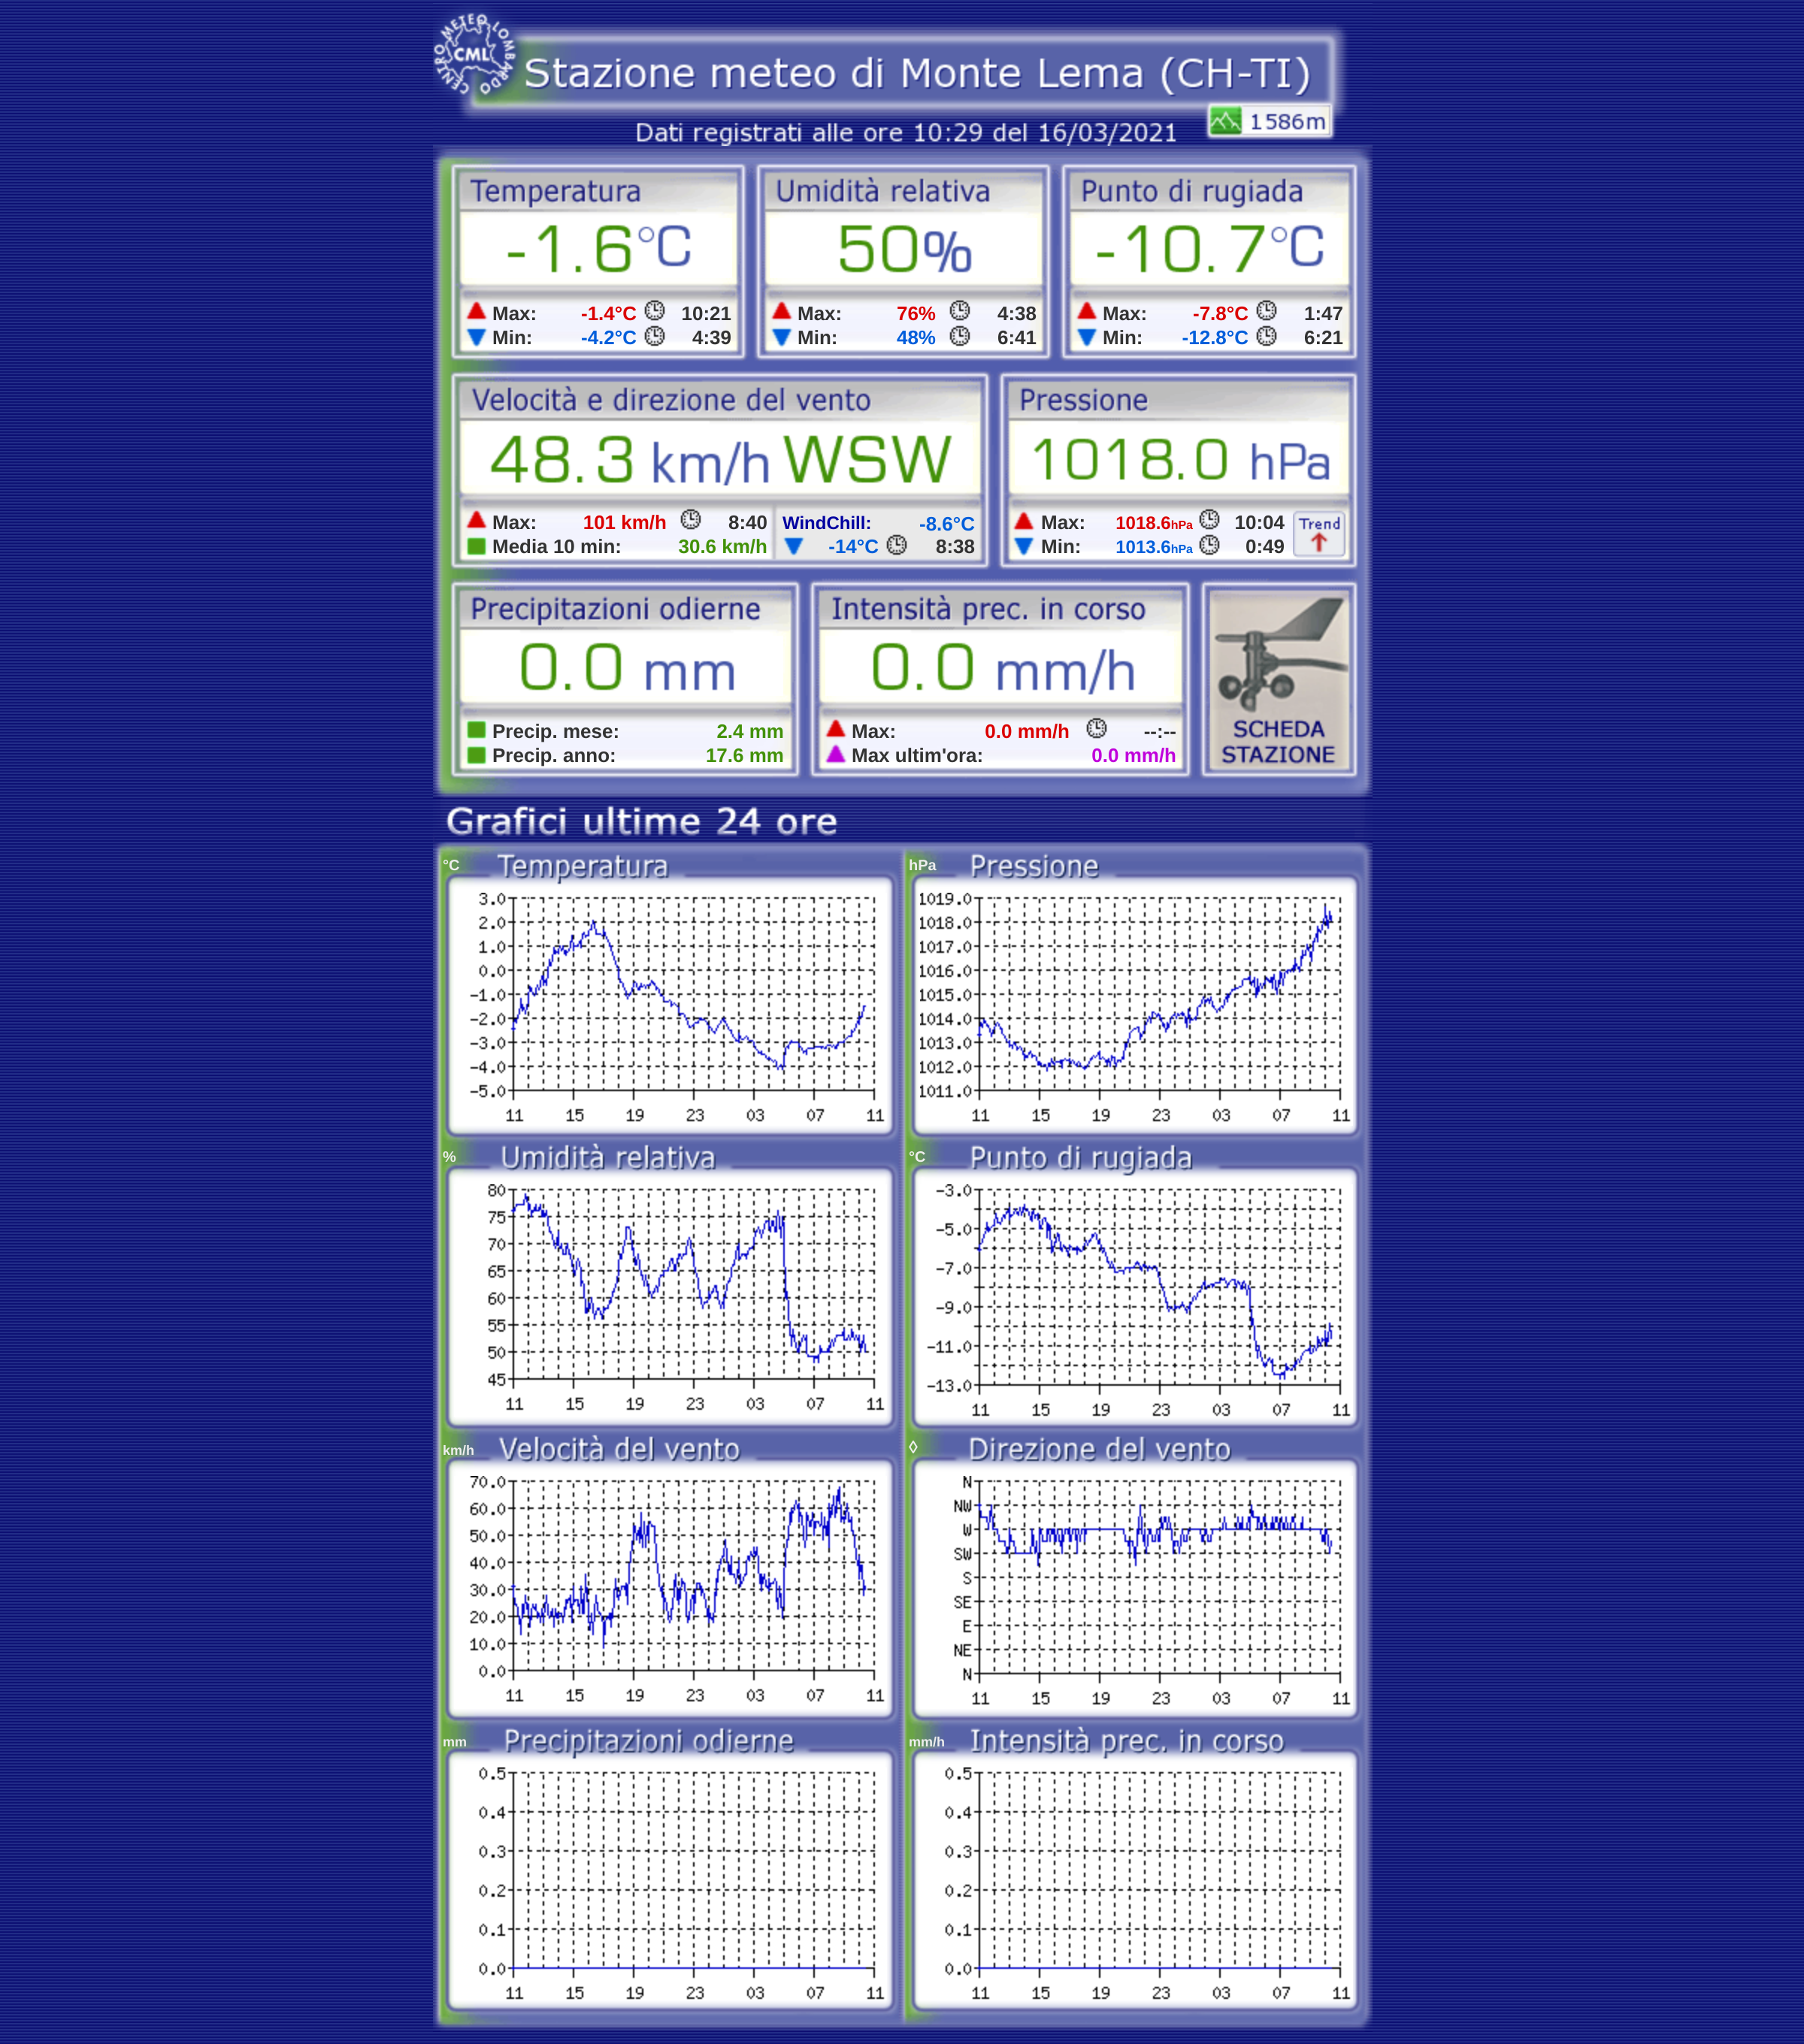 CENTRO METEO LOMBARDO
CML
Stazione meteo di Monte Lema (CH-TI)
1586m
Dati registrati alle ore 10:29 del 16/03/2021
Temperatura Umidità relativa Punto di rugiada
-1.6°C 50% -10.7°C
Max: -1.4°C 10:21 Max: 76% 4:38 Max: -7.8°C 1:47
Min: -4.2°C 4:39 Min: 48% 6:41 Min: -12.8°C 6:21
Velocità e direzione del vento Pressione
48.3 km/h WSW 1018.0 hPa
Max: 101 km/h 8:40 WindChill: -8.6°C Max: 1018.6hPa 10:04 Trend
Media 10 min: 30.6 km/h -14°C 8:38 Min: 1013.6hPa 0:49
Precipitazioni odierne Intensità prec. in corso
0.0 mm 0.0 mm/h
Precip. mese: 2.4 mm Max: 0.0 mm/h --:-- SCHEDA
Precip. anno: 17.6 mm Max ultim'ora: 0.0 mm/h STAZIONE
Grafici ultime 24 ore
°C Temperatura hPa Pressione
3.0 1019.0
2.0 1018.0
1.0 1017.0
0.0 1016.0
-1.0 1015.0
-2.0 1014.0
-3.0 1013.0
-4.0 1012.0
-5.0 1011.0
11 15 19 23 03 07 11 11 15 19 23 03 07 11
% Umidità relativa °C Punto di rugiada
80 -3.0
75 -5.0
70 -7.0
65 -9.0
60 -11.0
55 -13.0
50
45
11 15 19 23 03 07 11 11 15 19 23 03 07 11
km/h Velocità del vento ◊ Direzione del vento
70.0 N
60.0 NW
50.0 W
40.0 SW
30.0 S
20.0 SE
10.0 E
0.0 NE
N
11 15 19 23 03 07 11 11 15 19 23 03 07 11
mm Precipitazioni odierne mm/h Intensità prec. in corso
0.5 0.5
0.4 0.4
0.3 0.3
0.2 0.2
0.1 0.1
0.0 0.0
11 15 19 23 03 07 11 11 15 19 23 03 07 11